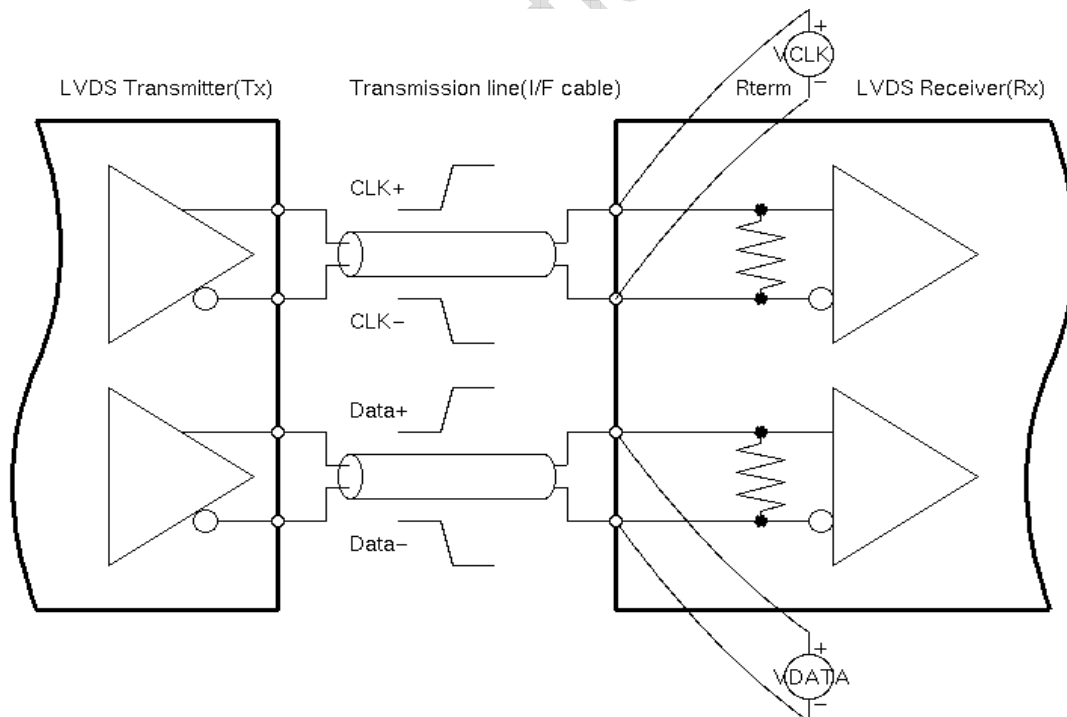 VCLK
+
−
LVDS Transmitter(Tx)
Transmission line(I/F cable)
Rterm
LVDS Receiver(Rx)
CLK+
CLK−
Data+
Data−
+
VDATA
−